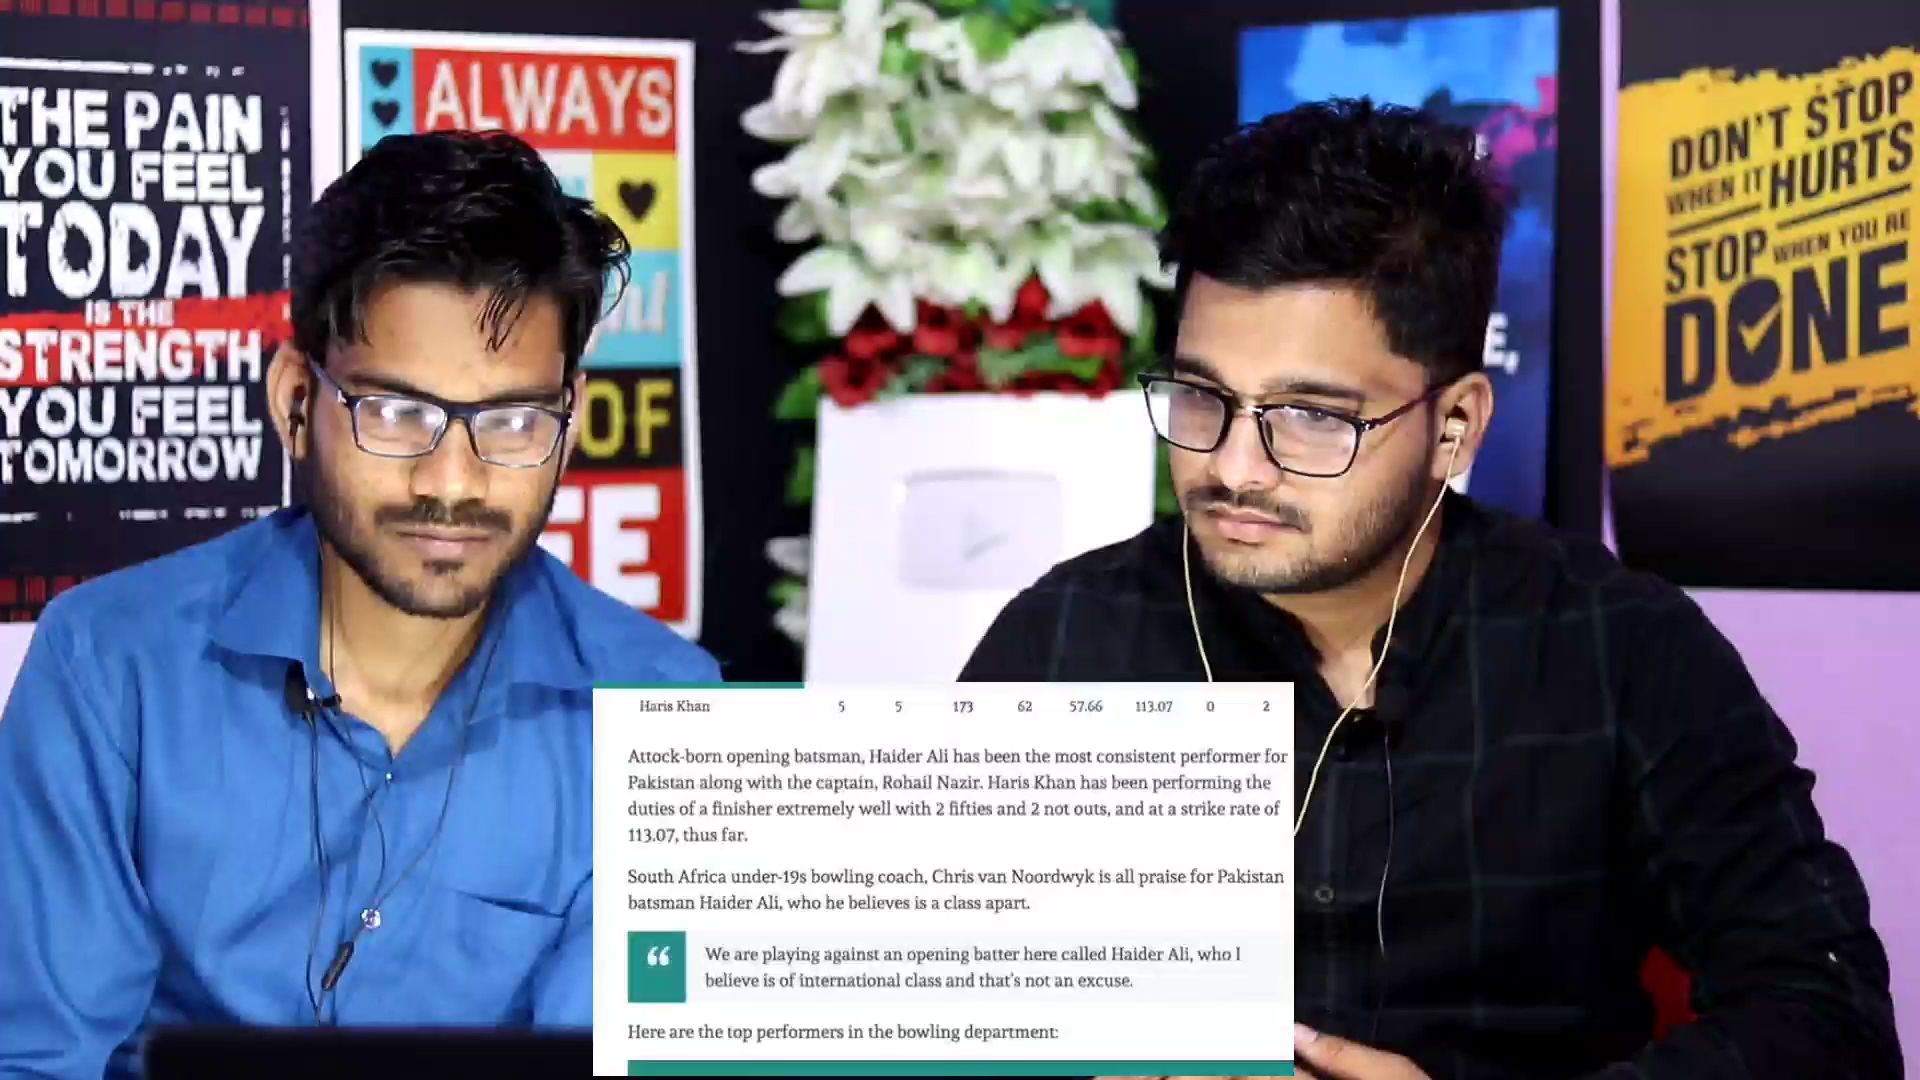 THE PAIN
YOU FEEL
TODAY
IS THE
STRENGTH
YOU FEEL
TOMORROW
ALWAYS
OF
DON'T STOP
WHEN IT HURTS
STOP WHEN YOU RE
DONE
Haris Khan 5 5 173 62 57.66 113.07 0 2
Attock-born opening batsman, Haider Ali has been the most consistent performer for
Pakistan along with the captain, Rohail Nazir. Haris Khan has been performing the
duties of a finisher extremely well with 2 fifties and 2 not outs, and at a strike rate of
113.07, thus far.
South Africa under-19s bowling coach, Chris van Noordwyk is all praise for Pakistan
batsman Haider Ali, who he believes is a class apart.
“ We are playing against an opening batter here called Haider Ali, who I
believe is of international class and that's not an excuse.
Here are the top performers in the bowling department: